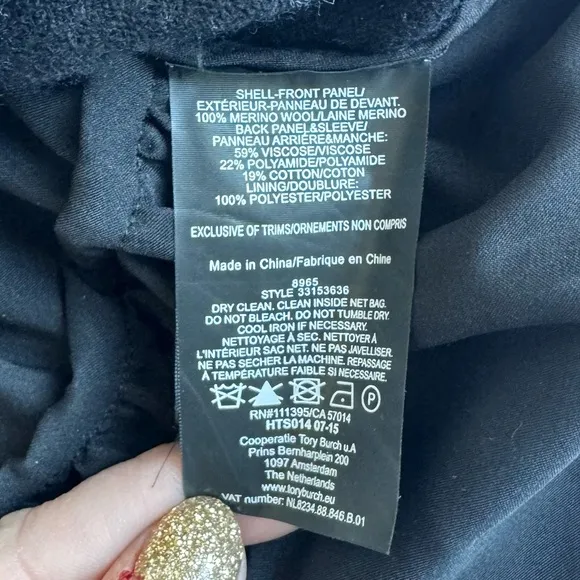 SHELL-FRONT PANEL/
EXTÉRIEUR-PANNEAU DE DEVANT.
100% MERINO WOOL/LAINE MERINO
BACK PANEL&SLEEVE/
PANNEAU ARRIÉRE&MANCHE:
59% VISCOSE/VISCOSE
22% POLYAMIDE/POLYAMIDE
19% COTTON/COTON
LINING/DOUBLURE:
100% POLYESTER/POLYESTER
EXCLUSIVE OF TRIMS/ORNEMENTS NON COMPRIS
Made in China/Fabrique en Chine
8965
STYLE 33153636
DRY CLEAN. CLEAN INSIDE NET BAG.
DO NOT BLEACH. DO NOT TUMBLE DRY.
COOL IRON IF NECESSARY.
NETTOYAGE À SEC. NETTOYER À
L'INTÉRIEUR SAC NET. NE PAS JAVELLISER.
NE PAS SECHER LA MACHINE. REPASSAGE
À TEMPÉRATURE FAIBLE SI NECESSAIRE.
P
RN#111395/CA 57014
HTS014 07-15
Cooperatie Tory Burch u.A
Prins Bernharplein 200
1097 Amsterdam
The Netherlands
www.toryburch.com
VAT number: NL8234.88.846.B.01